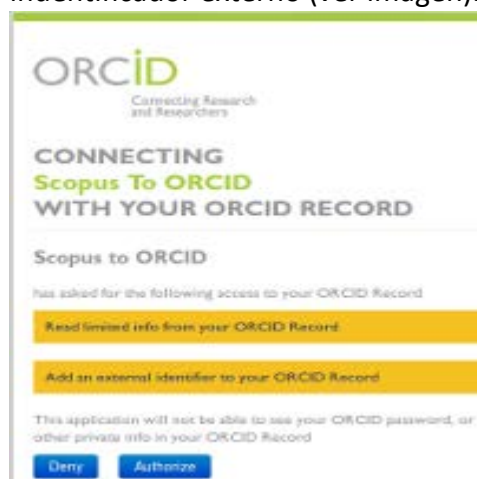 indentificador externo (ver imagen).
ORCID
Connecting Research
and Researchers
CONNECTING
Scopus To ORCID
WITH YOUR ORCID RECORD
Scopus to ORCID
has asked for the following access to your ORCID Record
Read limited info from your ORCID Record
Add an external identifier to your ORCID Record
This application will not be able to see your ORCID password, or
other private info in your ORCID Record
Deny Authorize